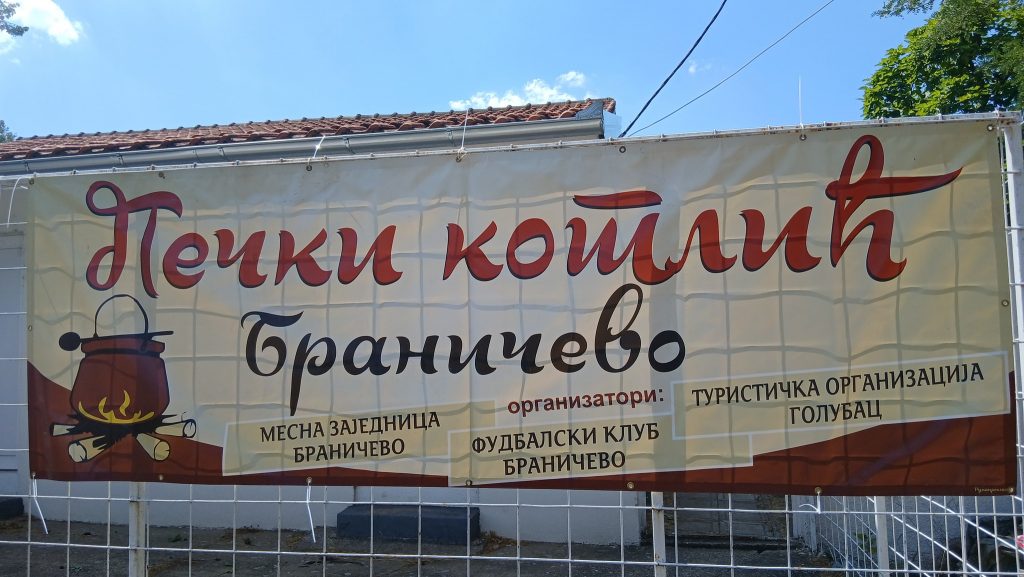 Печки котлић
Браничево
организатори:
МЕСНА ЗАЈЕДНИЦА
БРАНИЧЕВО
ФУДБАЛСКИ КЛУБ
БРАНИЧЕВО
ТУРИСТИЧКА ОРГАНИЗАЦИЈА
ГОЛУБАЦ